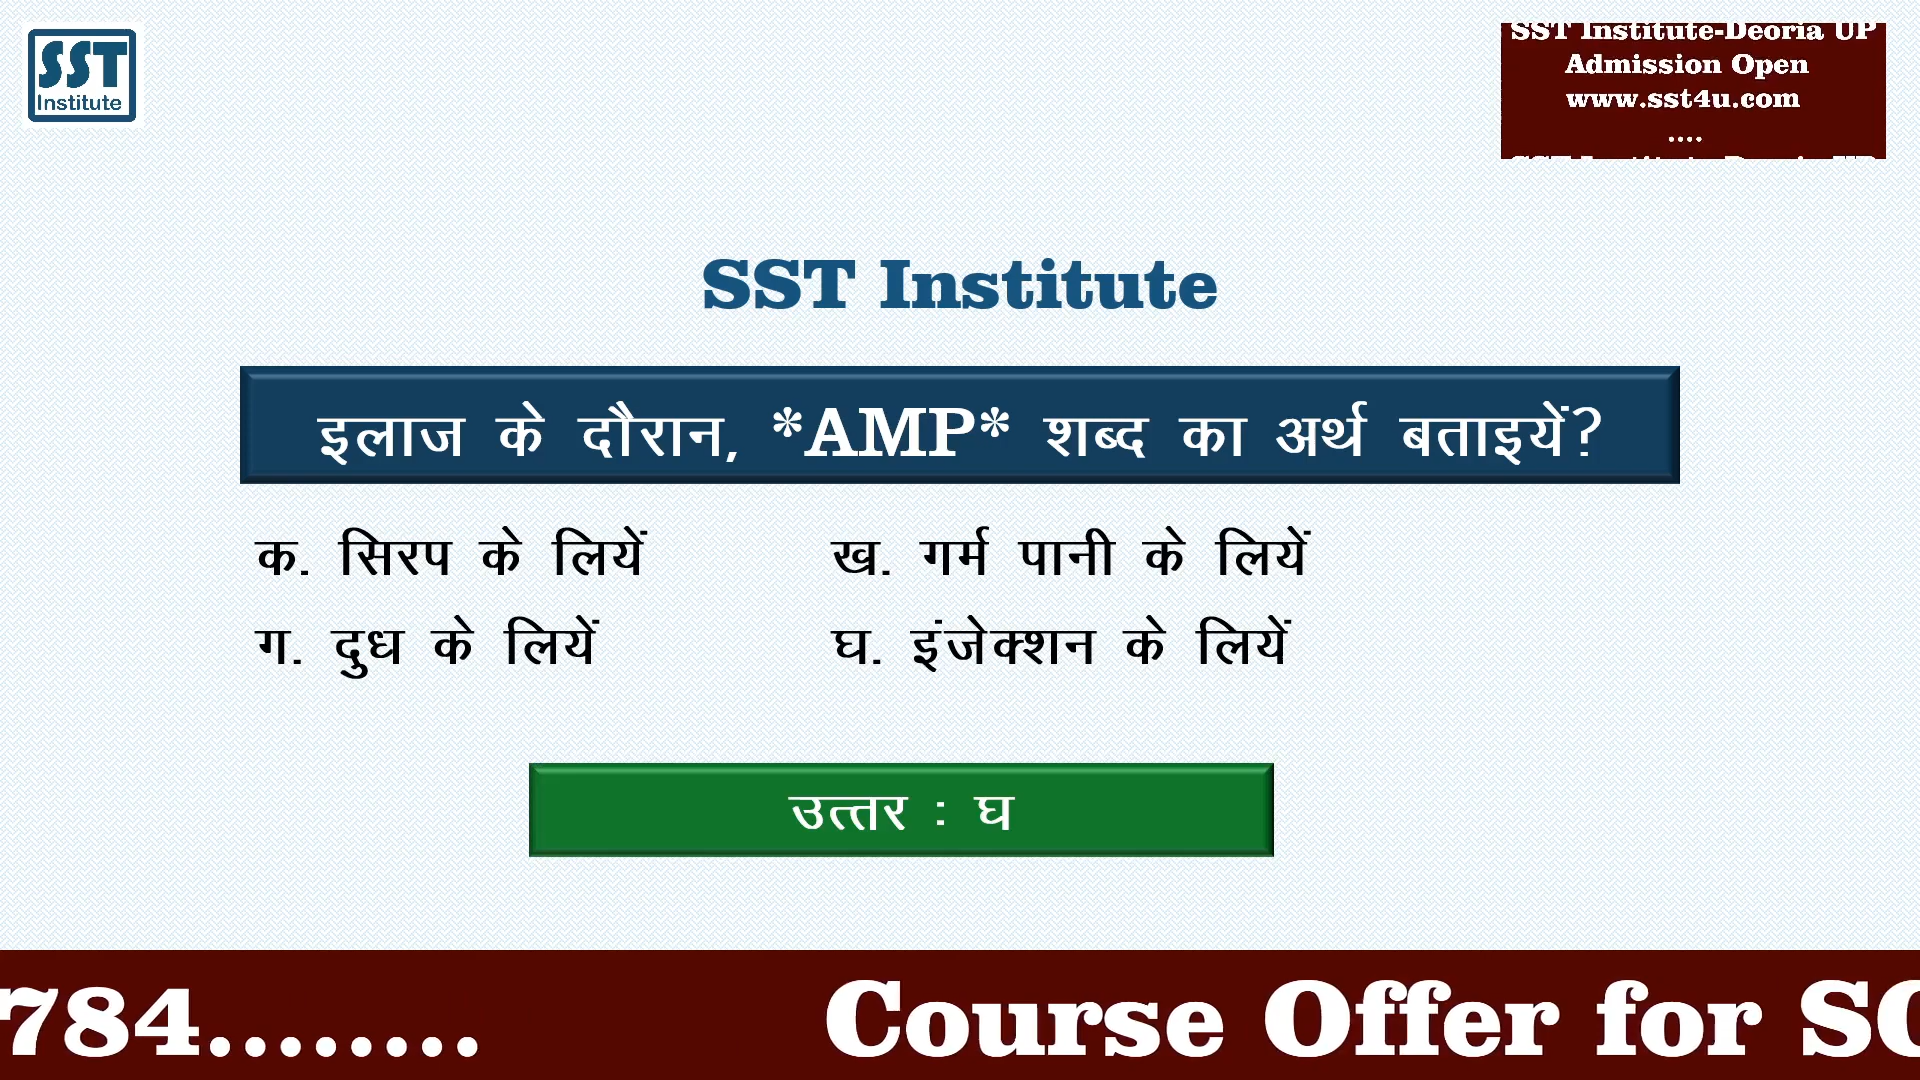 SST
Institute
SST Institute-Deoria UP
Admission Open
www.sst4u.com
....
SST Institute
इलाज के दौरान, *AMP* शब्द का अर्थ बताइयें?
क. सिरप के लियें
ख. गर्म पानी के लियें
ग. दुध के लियें
घ. इंजेक्शन के लियें
उत्तर : घ
784........ Course Offer for